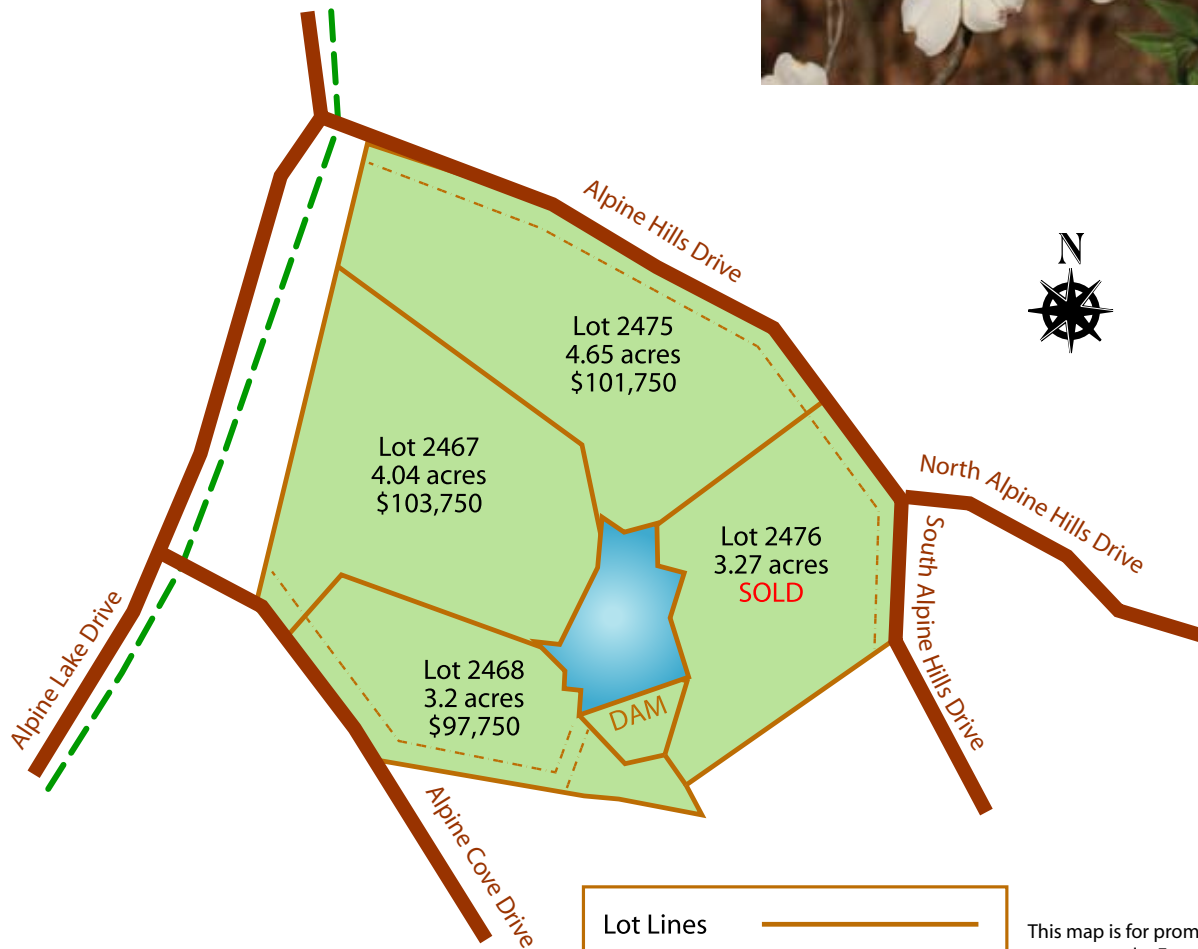 Alpine Hills Drive
N
Lot 2475
4.65 acres
$101,750
Lot 2467
4.04 acres
$103,750
North Alpine Hills Drive
Lot 2476
3.27 acres
SOLD
South Alpine Hills Drive
Alpine Lake Drive
Lot 2468
3.2 acres
$97,750
DAM
Alpine Cove Drive
Lot Lines
This map is for prom